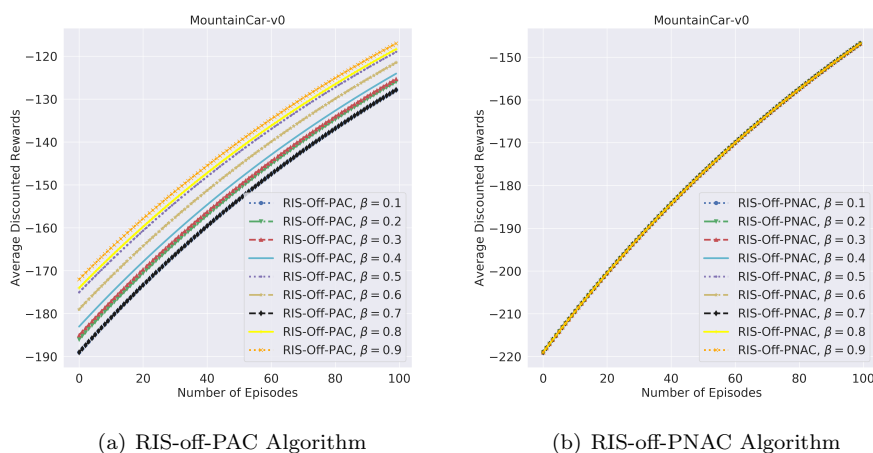 MountainCar-v0
−120
−130
−140
−150
−160
−170
−180
−190
Average Discounted Rewards
RIS-Off-PAC, β = 0.1
RIS-Off-PAC, β = 0.2
RIS-Off-PAC, β = 0.3
RIS-Off-PAC, β = 0.4
RIS-Off-PAC, β = 0.5
RIS-Off-PAC, β = 0.6
RIS-Off-PAC, β = 0.7
RIS-Off-PAC, β = 0.8
RIS-Off-PAC, β = 0.9
0 20 40 60 80 100
Number of Episodes
(a) RIS-off-PAC Algorithm
MountainCar-v0
−150
−160
−170
−180
−190
−200
−210
−220
Average Discounted Rewards
RIS-Off-PNAC, β = 0.1
RIS-Off-PNAC, β = 0.2
RIS-Off-PNAC, β = 0.3
RIS-Off-PNAC, β = 0.4
RIS-Off-PNAC, β = 0.5
RIS-Off-PNAC, β = 0.6
RIS-Off-PNAC, β = 0.7
RIS-Off-PNAC, β = 0.8
RIS-Off-PNAC, β = 0.9
0 20 40 60 80 100
Number of Episodes
(b) RIS-off-PNAC Algorithm